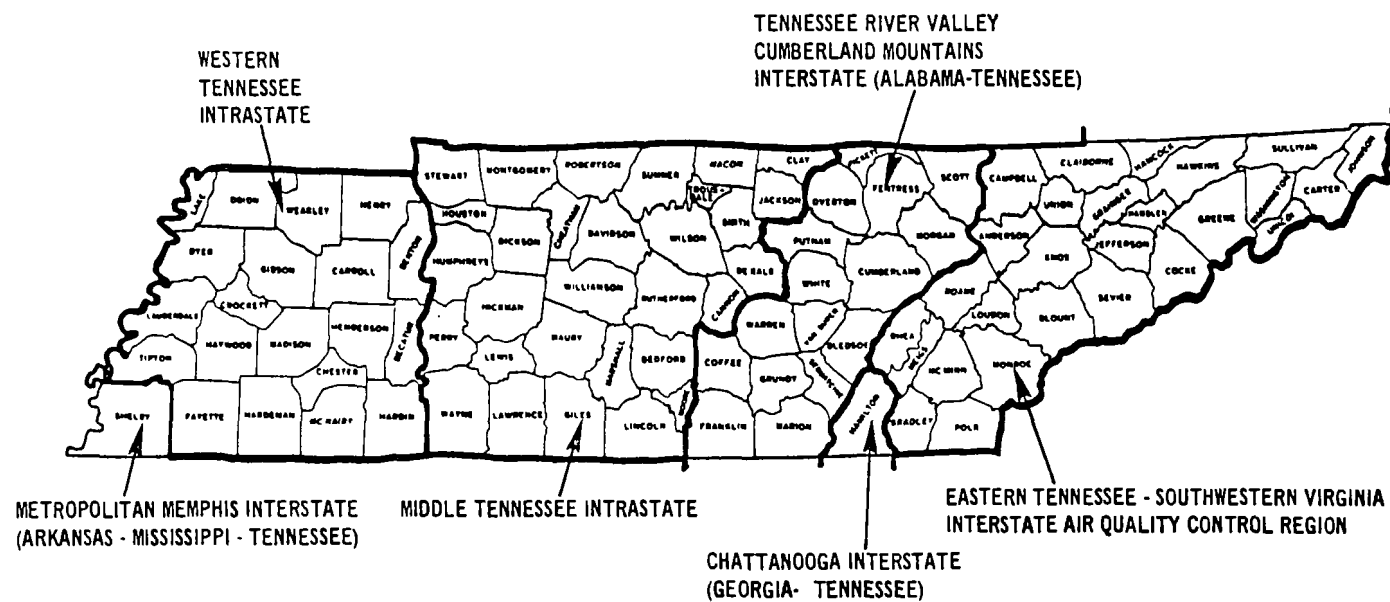 TENNESSEE RIVER VALLEY
CUMBERLAND MOUNTAINS
INTERSTATE (ALABAMA-TENNESSEE)
WESTERN
TENNESSEE
INTRASTATE
LAKE
OBION
WEAKLEY
HENRY
STEWART
MONTGOMERY
ROBERTSON
SUMNER
MACON
CLAY
PICKETT
SCOTT
CAMPBELL
CLAIBORNE
HANCOCK
HAWKINS
SULLIVAN
JOHNSON
TROUS-
DALE
JACKSON
OVERTON
FENTRESS
UNION
GRAINGER
HAMBLEN
GREENE
WASHINGTON
CARTER
UNICOI
HOUSTON
DICKSON
CHEATHAM
DAVIDSON
WILSON
SMITH
PUTNAM
MORGAN
ANDERSON
KNOX
JEFFERSON
COCKE
DYER
GIBSON
CARROLL
BENTON
HUMPHREYS
WILLIAMSON
RUTHERFORD
CANNON
DE KALB
WHITE
CUMBERLAND
ROANE
LOUDON
BLOUNT
SEVIER
LAUDERDALE
CROCKETT
HAYWOOD
MADISON
HENDERSON
DECATUR
PERRY
HICKMAN
LEWIS
MAURY
MARSHALL
BEDFORD
COFFEE
WARREN
VAN BUREN
BLEDSOE
RHEA
MEIGS
MC MINN
MONROE
TIPTON
CHESTER
GRUNDY
SEQUATCHIE
SHELBY
FAYETTE
HARDEMAN
MC NAIRY
HARDIN
WAYNE
LAWRENCE
GILES
LINCOLN
MOORE
FRANKLIN
MARION
HAMILTON
BRADLEY
POLK
METROPOLITAN MEMPHIS INTERSTATE
(ARKANSAS - MISSISSIPPI - TENNESSEE)
MIDDLE TENNESSEE INTRASTATE
EASTERN TENNESSEE - SOUTHWESTERN VIRGINIA
INTERSTATE AIR QUALITY CONTROL REGION
CHATTANOOGA INTERSTATE
(GEORGIA- TENNESSEE)